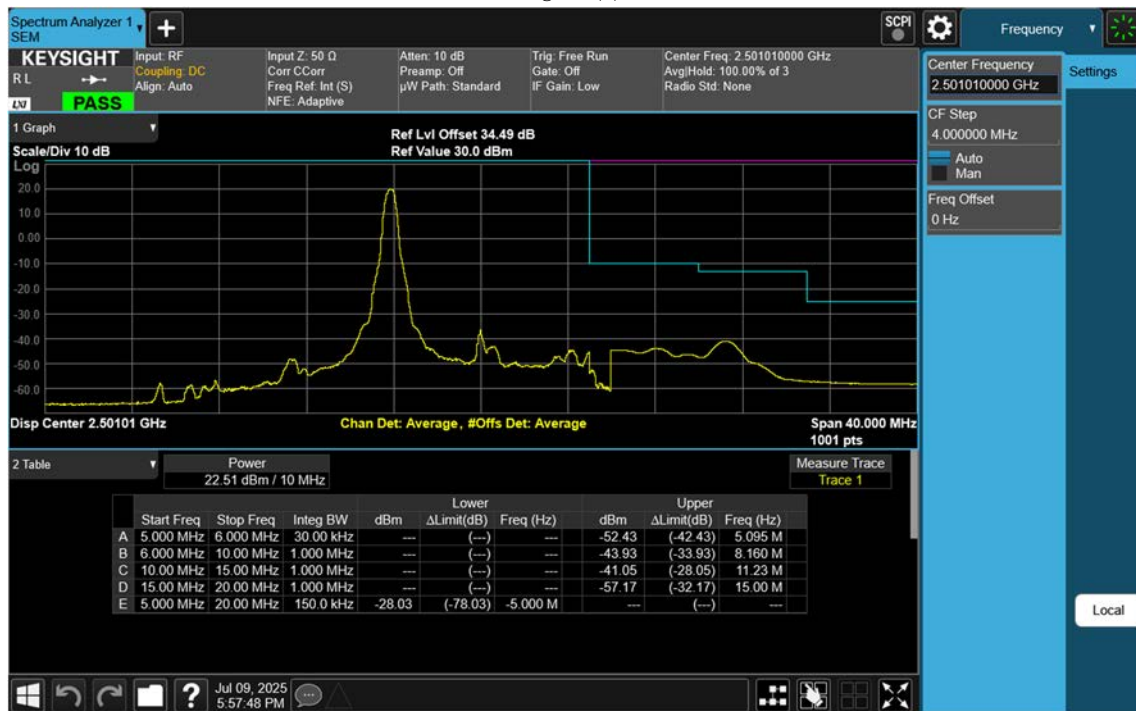 Spectrum Analyzer 1
SEM
SCPI
Frequency
KEYSIGHT
R L
LXI
PASS
Input: RF
Coupling: DC
Align: Auto
Input Z: 50 Ω
Corr CCorr
Freq Ref: Int (S)
NFE: Adaptive
Atten: 10 dB
Preamp: Off
µW Path: Standard
Trig: Free Run
Gate: Off
IF Gain: Low
Center Freq: 2.501010000 GHz
Avg|Hold: 100.00% of 3
Radio Std: None
Center Frequency
2.501010000 GHz
Settings
CF Step
4.000000 MHz
Auto
Man
Freq Offset
0 Hz
Local
1 Graph
Scale/Div 10 dB
Ref Lvl Offset 34.49 dB
Ref Value 30.0 dBm
Log
20.0
10.0
0.00
-10.0
-20.0
-30.0
-40.0
-50.0
-60.0
Disp Center 2.50101 GHz
Chan Det: Average, #Offs Det: Average
Span 40.000 MHz
1001 pts
2 Table
Power
22.51 dBm / 10 MHz
Measure Trace
Trace 1
Lower Upper
Start Freq Stop Freq Integ BW dBm ΔLimit(dB) Freq (Hz) dBm ΔLimit(dB) Freq (Hz)
A 5.000 MHz 6.000 MHz 30.00 kHz --- (---) --- -52.43 (-42.43) 5.095 M
B 6.000 MHz 10.00 MHz 1.000 MHz --- (---) --- -43.93 (-33.93) 8.160 M
C 10.00 MHz 15.00 MHz 1.000 MHz --- (---) --- -41.05 (-28.05) 11.23 M
D 15.00 MHz 20.00 MHz 1.000 MHz --- (---) --- -57.17 (-32.17) 15.00 M
E 5.000 MHz 20.00 MHz 150.0 kHz -28.03 (-78.03) -5.000 M --- (---) ---
?
Jul 09, 2025
5:57:48 PM